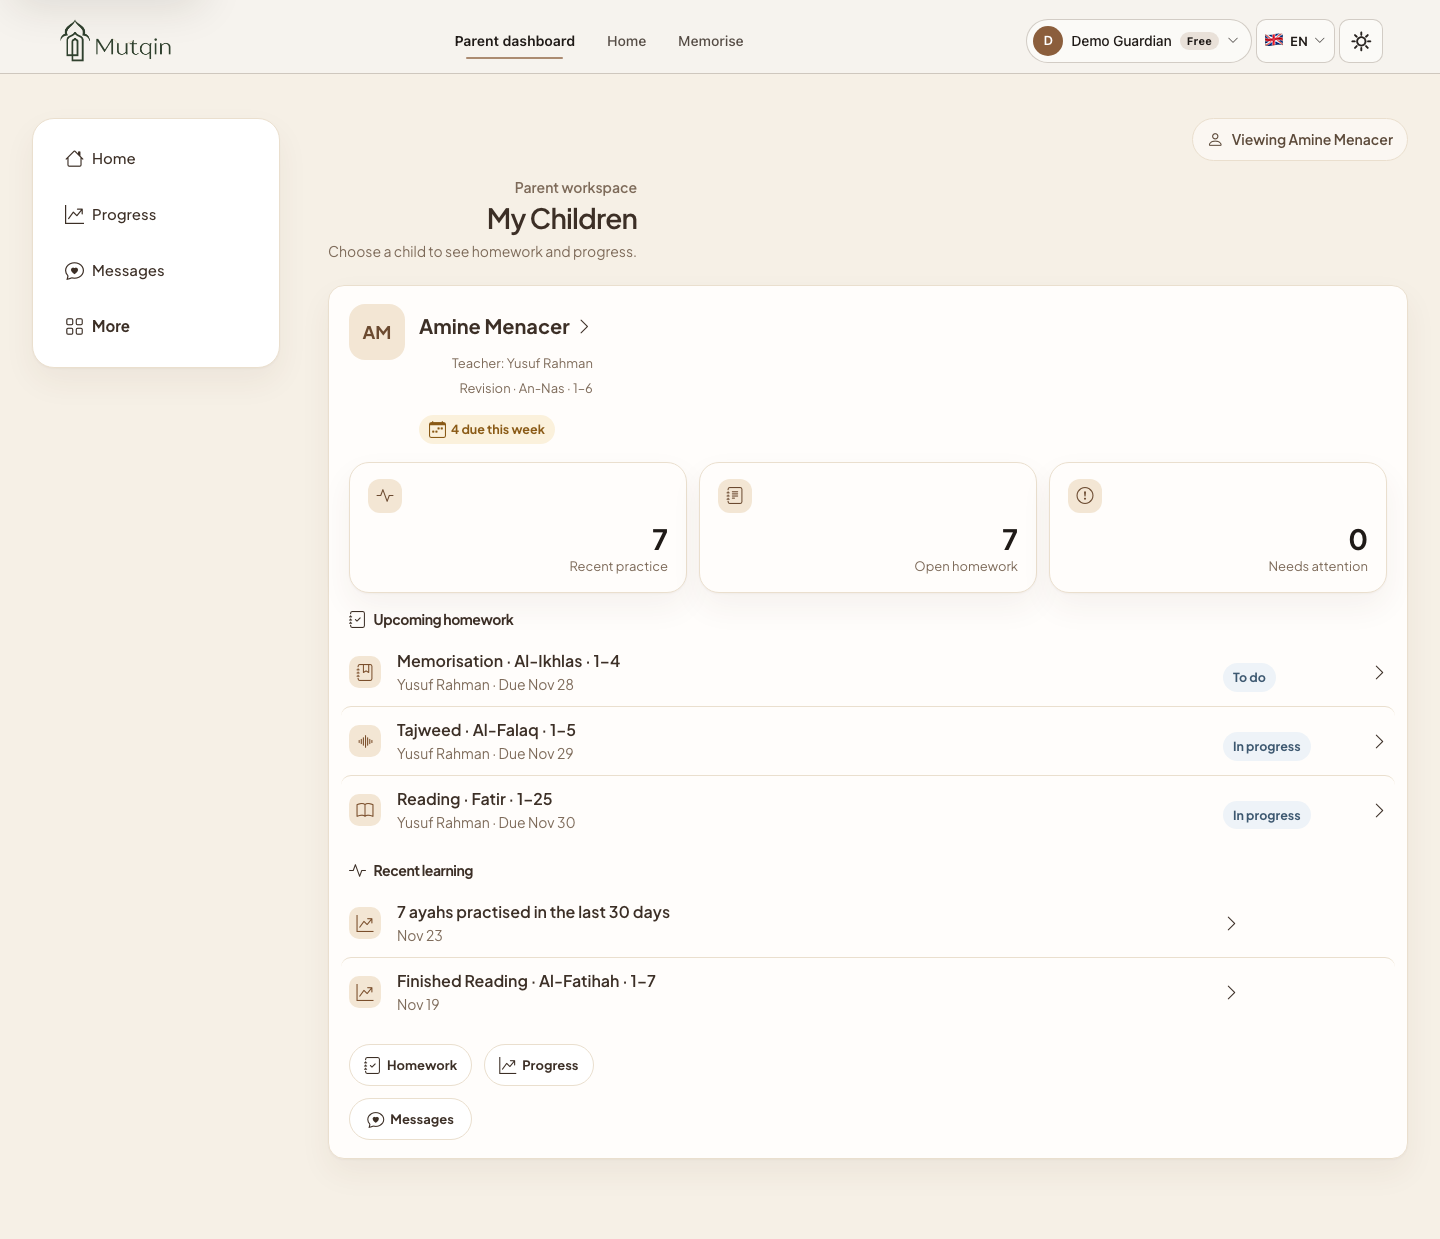 Mutqin
Parent dashboard
Home
Memorise
D
Demo Guardian
Free
EN
Home
Progress
Messages
More
Viewing Amine Menacer
Parent workspace
My Children
Choose a child to see homework and progress.
AM
Amine Menacer
Teacher: Yusuf Rahman
Revision · An-Nas · 1–6
4 due this week
7
Recent practice
7
Open homework
0
Needs attention
Upcoming homework
Memorisation · Al-Ikhlas · 1–4
Yusuf Rahman · Due Nov 28
To do
Tajweed · Al-Falaq · 1–5
Yusuf Rahman · Due Nov 29
In progress
Reading · Fatir · 1–25
Yusuf Rahman · Due Nov 30
In progress
Recent learning
7 ayahs practised in the last 30 days
Nov 23
Finished Reading · Al-Fatihah · 1–7
Nov 19
Homework
Progress
Messages